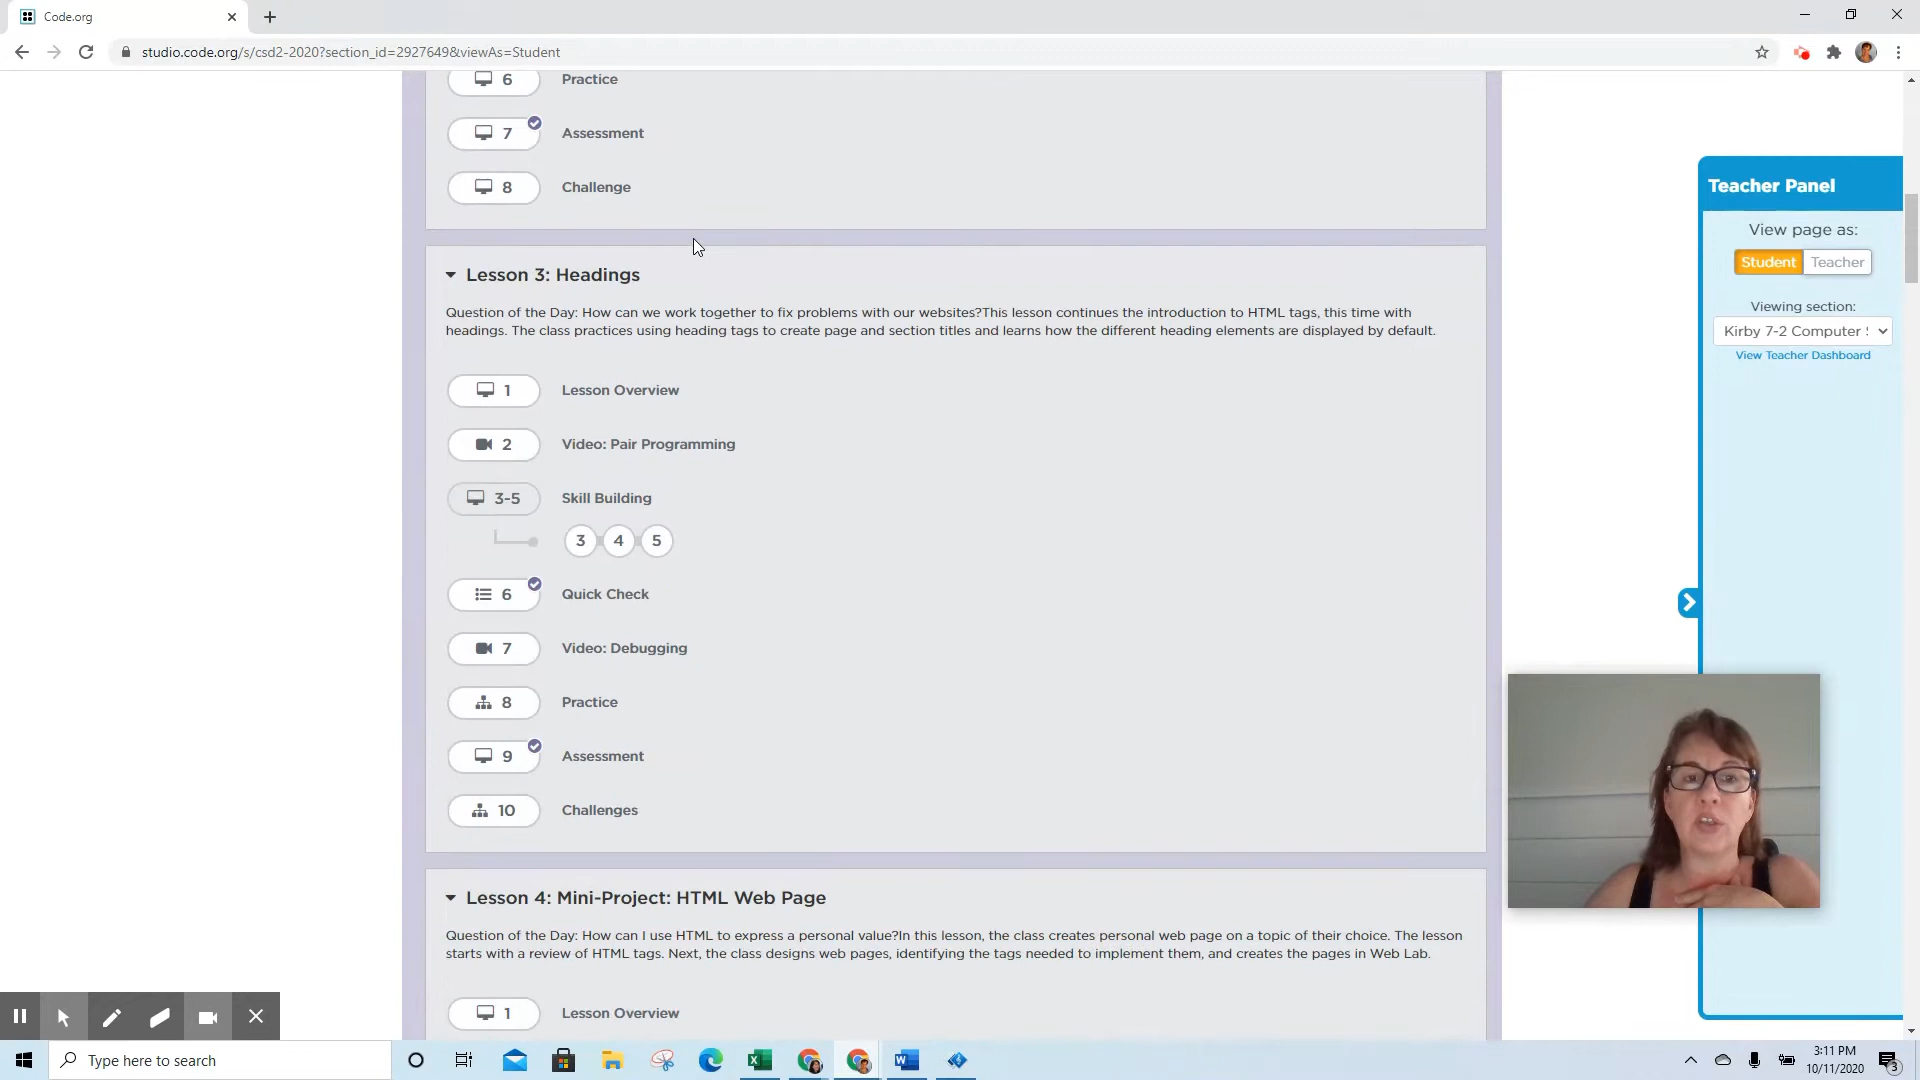 Code.org
studio.code.org/s/csd2-2020?section_id=2927649&viewAs=Student
6 Practice
7 Assessment
8 Challenge
Lesson 3: Headings
Question of the Day: How can we work together to fix problems with our websites?This lesson continues the introduction to HTML tags, this time with
headings. The class practices using heading tags to create page and section titles and learns how the different heading elements are displayed by default.
1 Lesson Overview
2 Video: Pair Programming
3-5 Skill Building
3 4 5
6 Quick Check
7 Video: Debugging
8 Practice
9 Assessment
10 Challenges
Lesson 4: Mini-Project: HTML Web Page
Question of the Day: How can I use HTML to express a personal value?In this lesson, the class creates personal web page on a topic of their choice. The lesson
starts with a review of HTML tags. Next, the class designs web pages, identifying the tags needed to implement them, and creates the pages in Web Lab.
1 Lesson Overview
Teacher Panel
View page as:
Student Teacher
Viewing section:
Kirby 7-2 Computer
View Teacher Dashboard
Type here to search
3:11 PM
10/11/2020
3